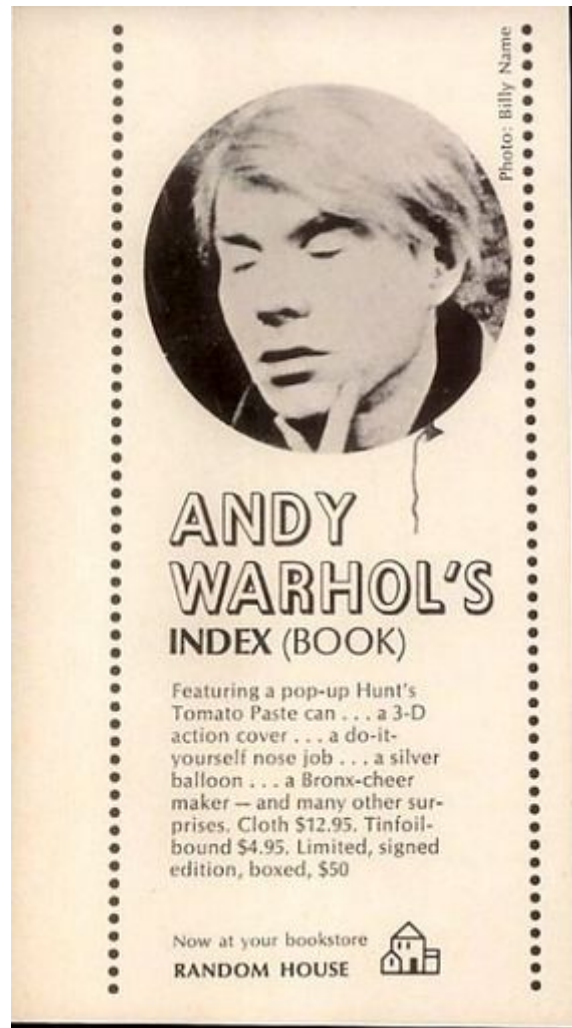 Photo: Billy Name
ANDY
WARHOL'S
INDEX (BOOK)
Featuring a pop-up Hunt's
Tomato Paste can . . . a 3-D
action cover . . . a do-it-
yourself nose job . . . a silver
balloon . . . a Bronx-cheer
maker — and many other sur-
prises. Cloth $12.95. Tinfoil-
bound $4.95. Limited, signed
edition, boxed, $50
Now at your bookstore
RANDOM HOUSE